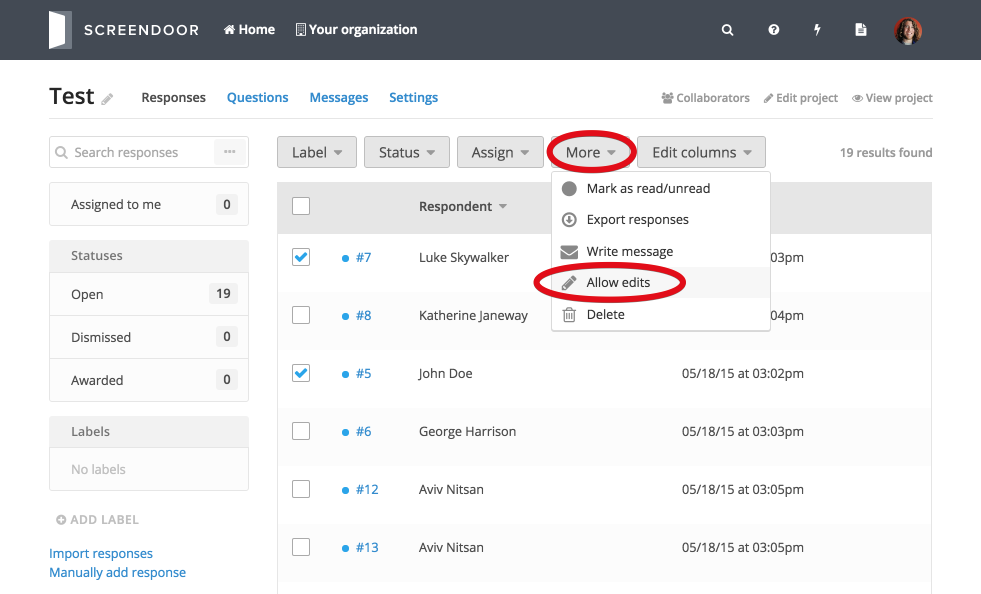 SCREENDOOR Home Your organization
Test Responses Questions Messages Settings Collaborators Edit project View project
Search responses ••• Label Status Assign More Edit columns 19 results found
Assigned to me 0
Statuses
Open 19
Dismissed 0
Awarded 0
Labels
No labels
ADD LABEL
Import responses
Manually add response
Respondent
Mark as read/unread
Export responses
Write message
Allow edits
Delete
#7 Luke Skywalker 03pm
#8 Katherine Janeway 04pm
#5 John Doe 05/18/15 at 03:02pm
#6 George Harrison 05/18/15 at 03:03pm
#12 Aviv Nitsan 05/18/15 at 03:05pm
#13 Aviv Nitsan 05/18/15 at 03:05pm